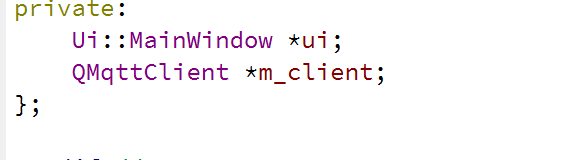 private:
    Ui::MainWindow *ui;
    QMqttClient *m_client;
};